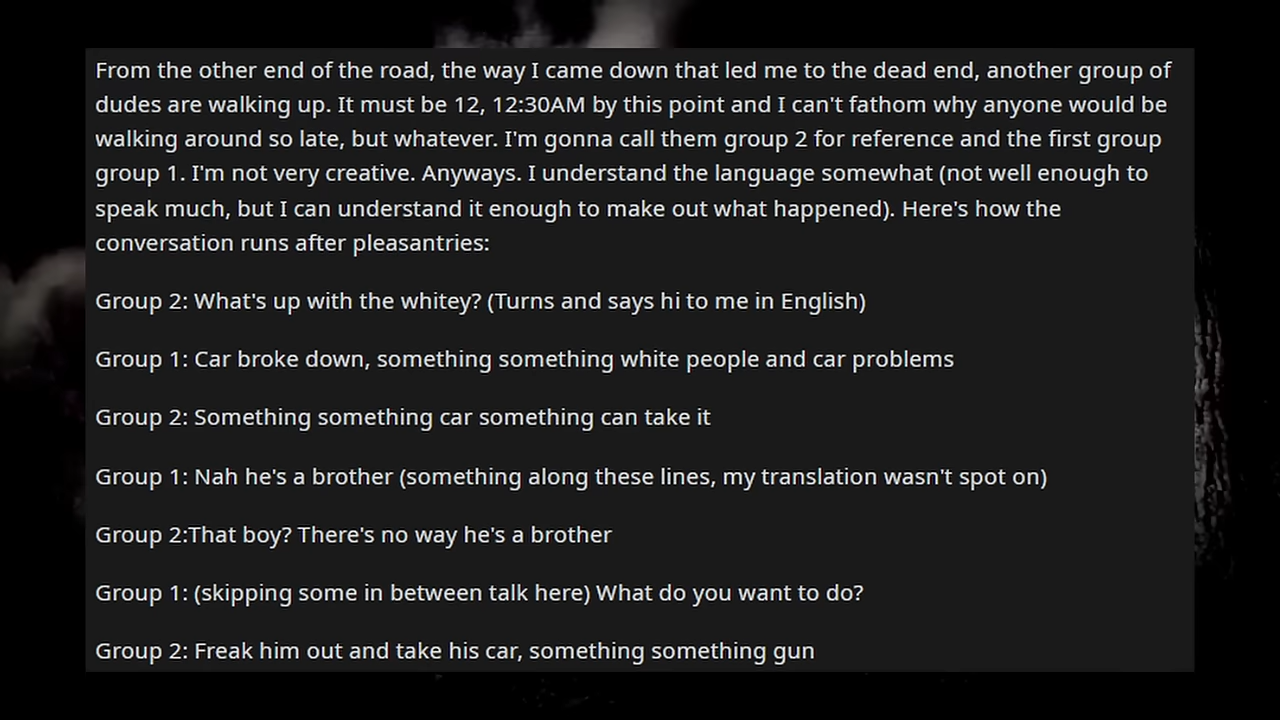 From the other end of the road, the way I came down that led me to the dead end, another group of
dudes are walking up. It must be 12, 12:30AM by this point and I can't fathom why anyone would be
walking around so late, but whatever. I'm gonna call them group 2 for reference and the first group
group 1. I'm not very creative. Anyways. I understand the language somewhat (not well enough to
speak much, but I can understand it enough to make out what happened). Here's how the
conversation runs after pleasantries:
Group 2: What's up with the whitey? (Turns and says hi to me in English)
Group 1: Car broke down, something something white people and car problems
Group 2: Something something car something can take it
Group 1: Nah he's a brother (something along these lines, my translation wasn't spot on)
Group 2:That boy? There's no way he's a brother
Group 1: (skipping some in between talk here) What do you want to do?
Group 2: Freak him out and take his car, something something gun